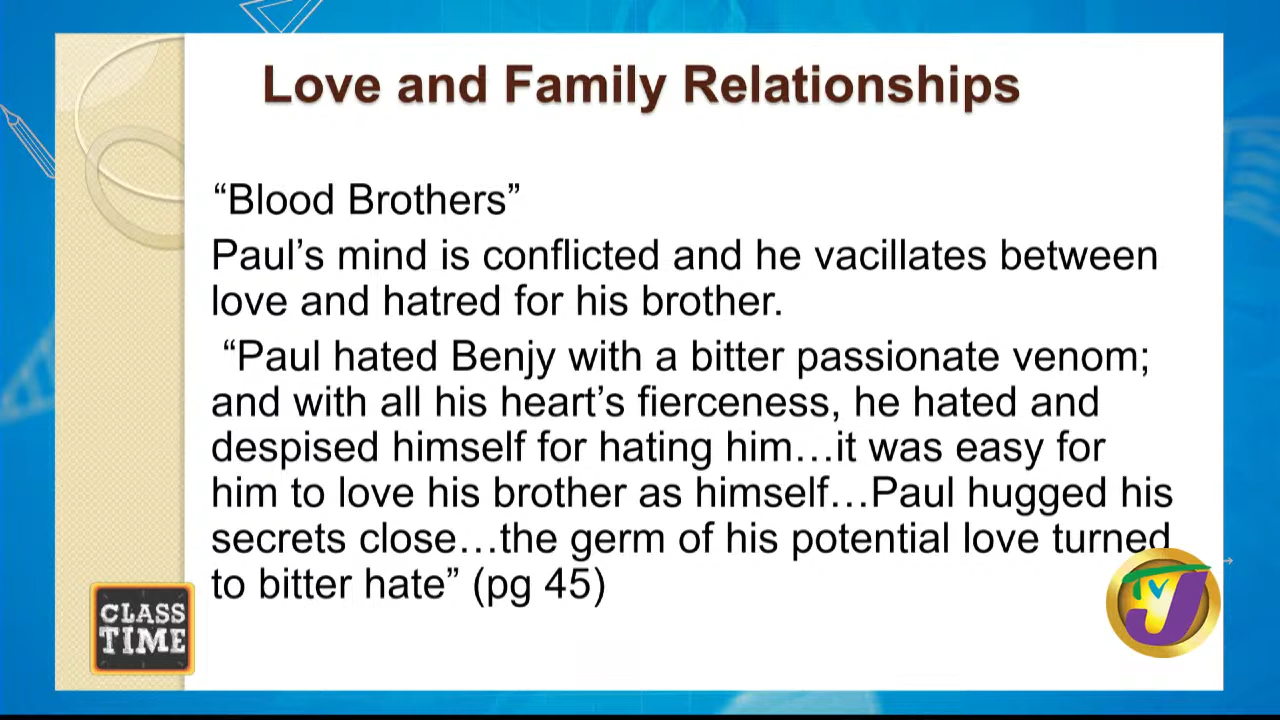 Love and Family Relationships
“Blood Brothers”
Paul’s mind is conflicted and he vacillates between
love and hatred for his brother.
“Paul hated Benjy with a bitter passionate venom;
and with all his heart’s fierceness, he hated and
despised himself for hating him…it was easy for
him to love his brother as himself…Paul hugged his
secrets close…the germ of his potential love turned
to bitter hate” (pg 45)
CLASS
TIME
TVJ